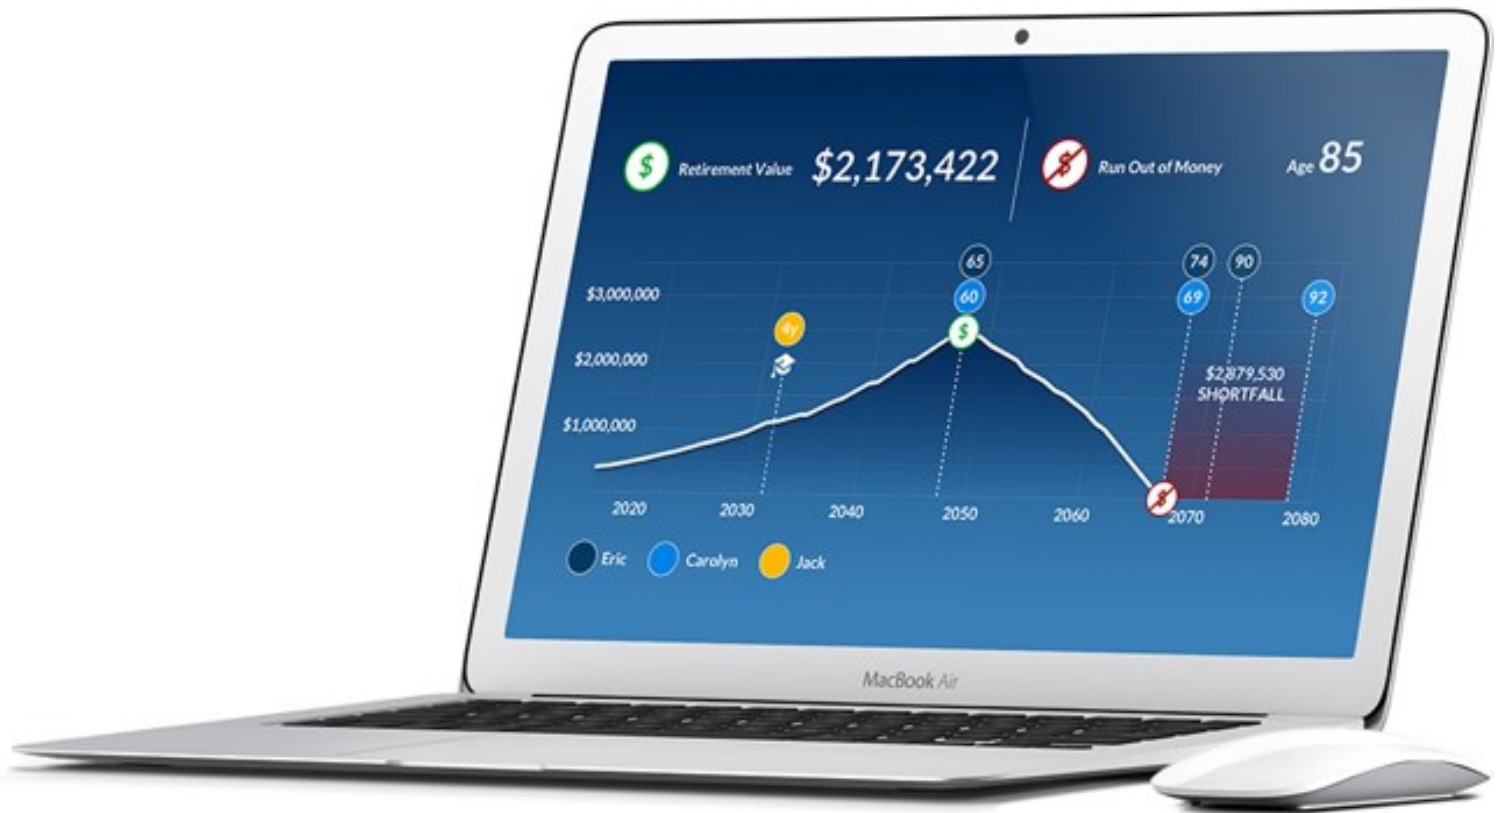 Retirement Value $2,173,422
Run Out of Money Age 85
65
74 90
60
69
92
$3,000,000
4y
$
$2,000,000
$2,879,530
SHORTFALL
$1,000,000
2020 2030 2040 2050 2060 2070 2080
Eric Carolyn Jack
MacBook Air